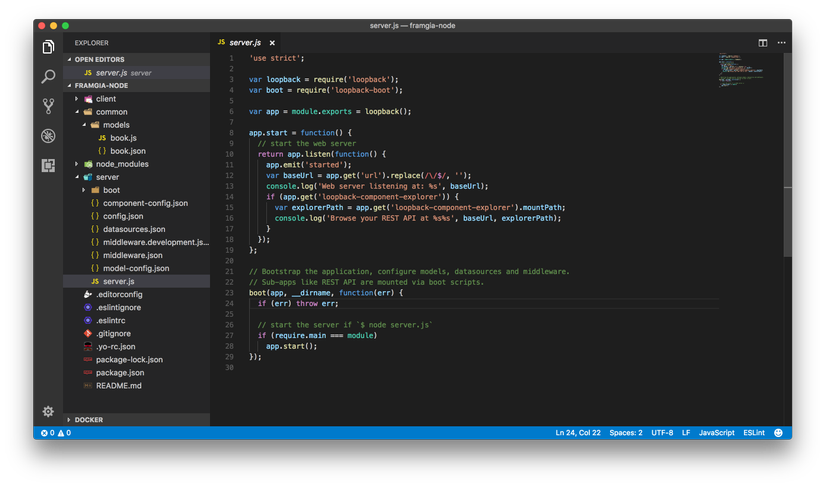 server.js — framgia-node
EXPLORER
OPEN EDITORS
JS server.js server
FRAMGIA-NODE
client
common
models
JS book.js
{ } book.json
node_modules
server
boot
{ } component-config.json
{ } config.json
{ } datasources.json
{ } middleware.development.js...
{ } middleware.json
{ } model-config.json
JS server.js
.editorconfig
.eslintignore
.eslintrc
.gitignore
.yo-rc.json
package-lock.json
package.json
README.md
DOCKER
JS server.js ×
1 'use strict';
2
3 var loopback = require('loopback');
4 var boot = require('loopback-boot');
5
6 var app = module.exports = loopback();
7
8 app.start = function() {
9 // start the web server
10 return app.listen(function() {
11 app.emit('started');
12 var baseUrl = app.get('url').replace(/\/$/, '');
13 console.log('Web server listening at: %s', baseUrl);
14 if (app.get('loopback-component-explorer')) {
15 var explorerPath = app.get('loopback-component-explorer').mountPath;
16 console.log('Browse your REST API at %s%s', baseUrl, explorerPath);
17 }
18 });
19 };
20
21 // Bootstrap the application, configure models, datasources and middleware.
22 // Sub-apps like REST API are mounted via boot scripts.
23 boot(app, __dirname, function(err) {
24 if (err) throw err;
25
26 // start the server if `$ node server.js`
27 if (require.main === module)
28 app.start();
29 });
30
0 0 Ln 24, Col 22 Spaces: 2 UTF-8 LF JavaScript ESLint